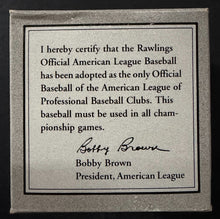 I hereby certify that the Rawlings
Official American League Baseball
has been adopted as the only Official
Baseball of the American League of
Professional Baseball Clubs. This
baseball must be used in all cham-
pionship games.
Bobby Brown
Bobby Brown
President, American League